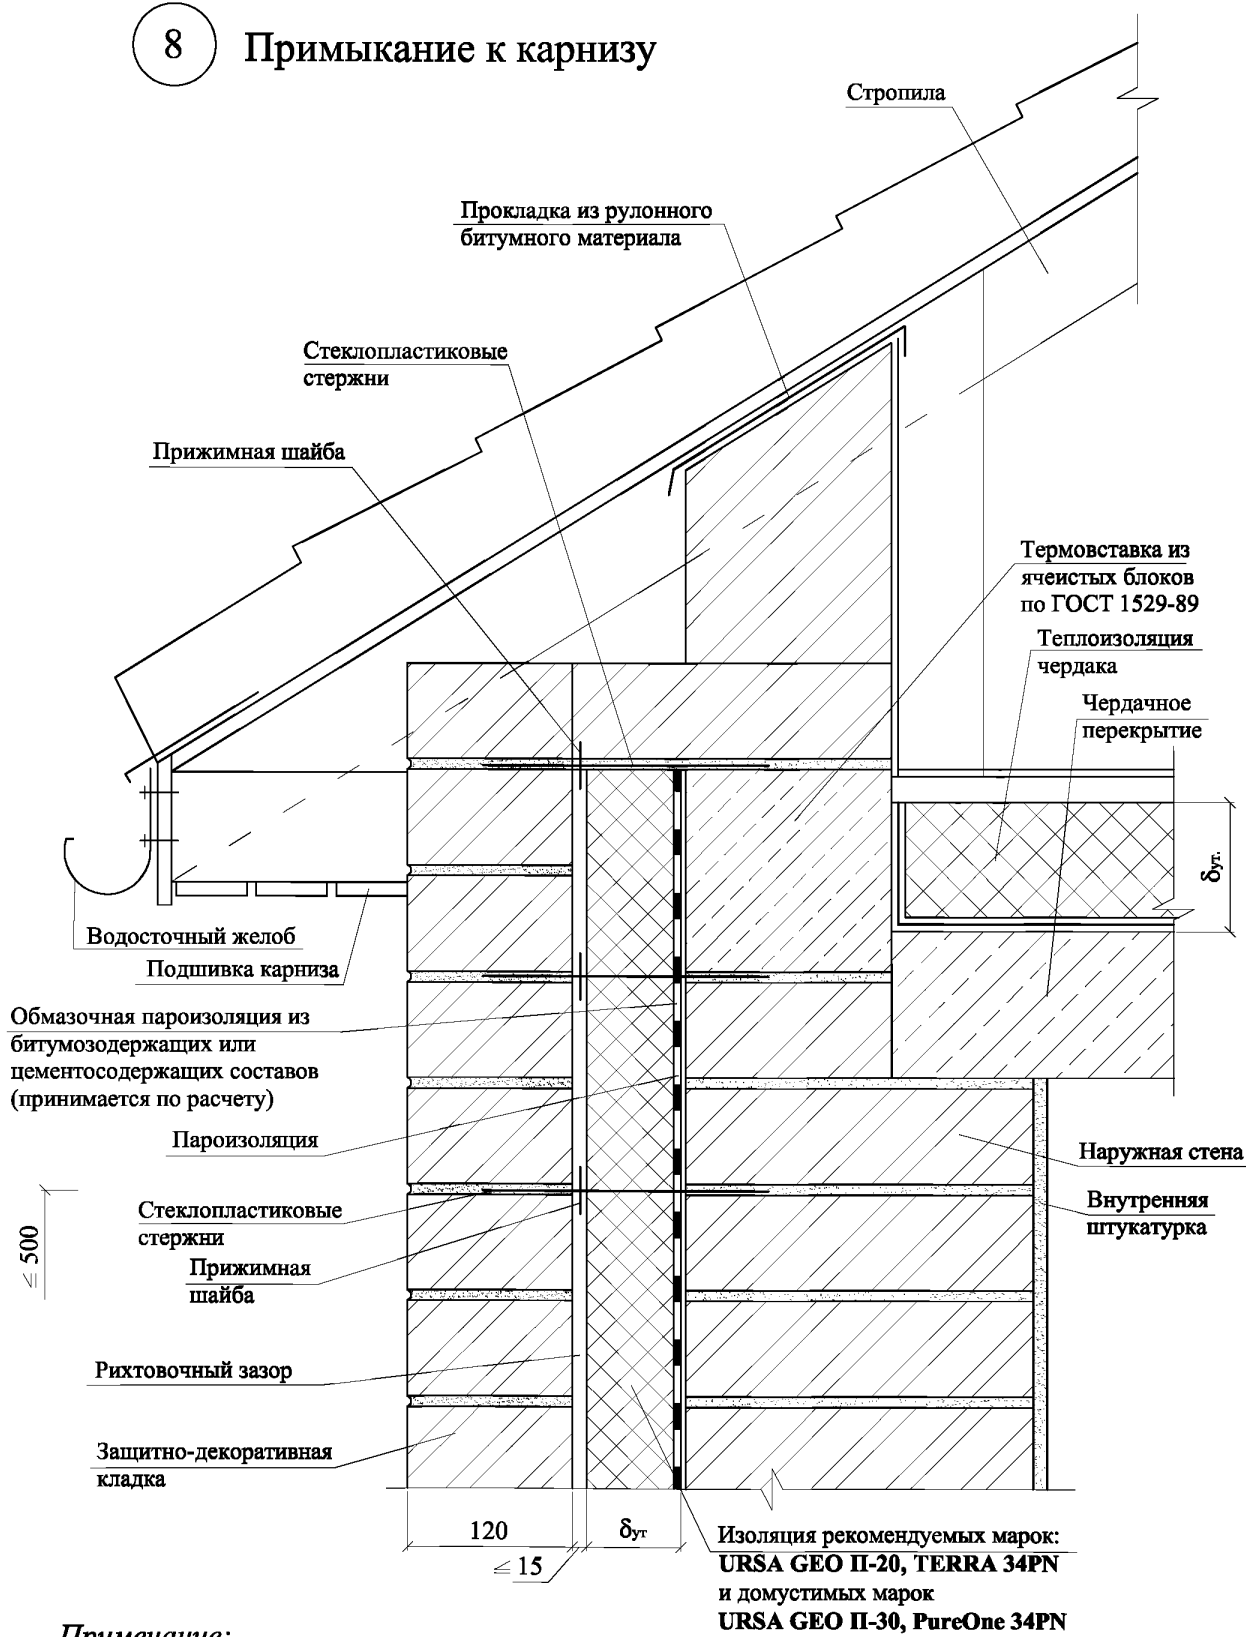 8 Примыкание к карнизу
Стропила
Прокладка из рулонного
битумного материала
Стеклопластиковые
стержни
Прижимная шайба
Термовставка из
ячеистых блоков
по ГОСТ 1529-89
Теплоизоляция
чердака
Чердачное
перекрытие
δут.
Водосточный желоб
Подшивка карниза
Обмазочная пароизоляция из
битумозодержащих или
цементосодержащих составов
(принимается по расчету)
Пароизоляция
Наружная стена
Внутренняя
штукатурка
Стеклопластиковые
стержни
≤ 500
Прижимная
шайба
Рихтовочный зазор
Защитно-декоративная
кладка
120
δут
≤ 15
Изоляция рекомендуемых марок:
URSA GEO П-20, TERRA 34PN
и домустимых марок
URSA GEO П-30, PureOne 34PN
Примечание: